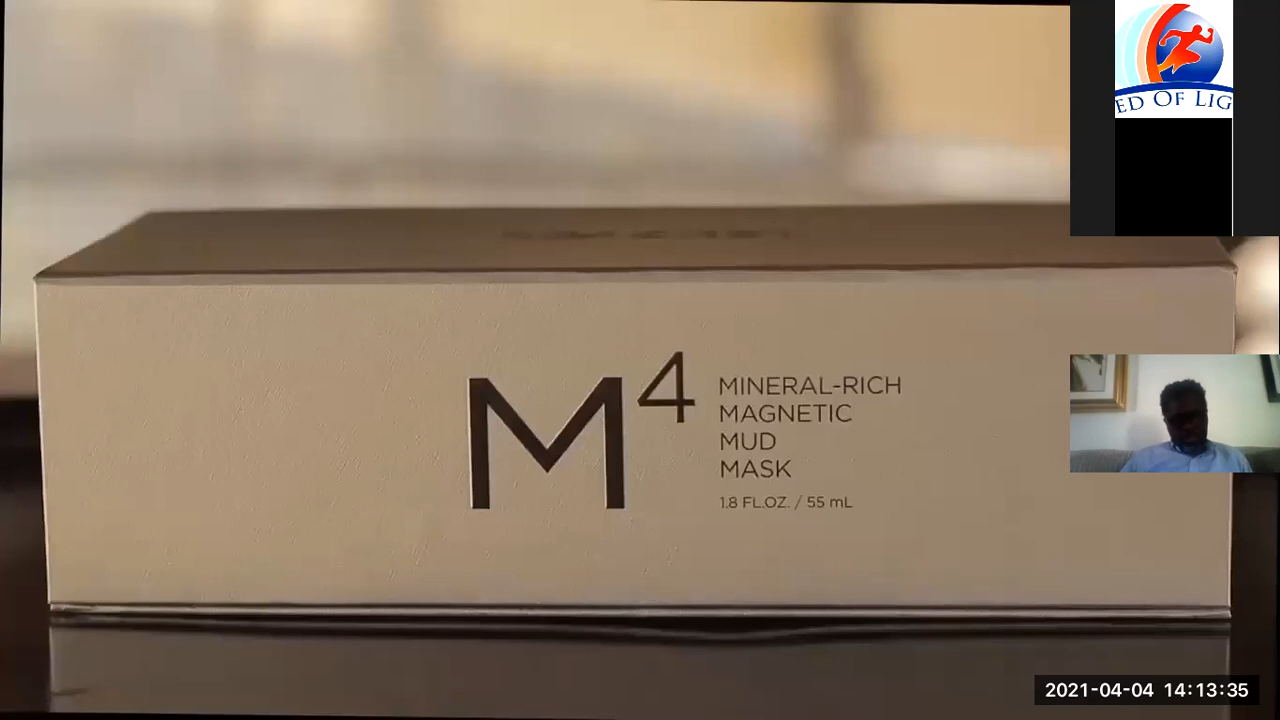 ED OF LIG
M4
MINERAL-RICH
MAGNETIC
MUD
MASK
1.8 FL.OZ. / 55 mL
2021-04-04 14:13:35